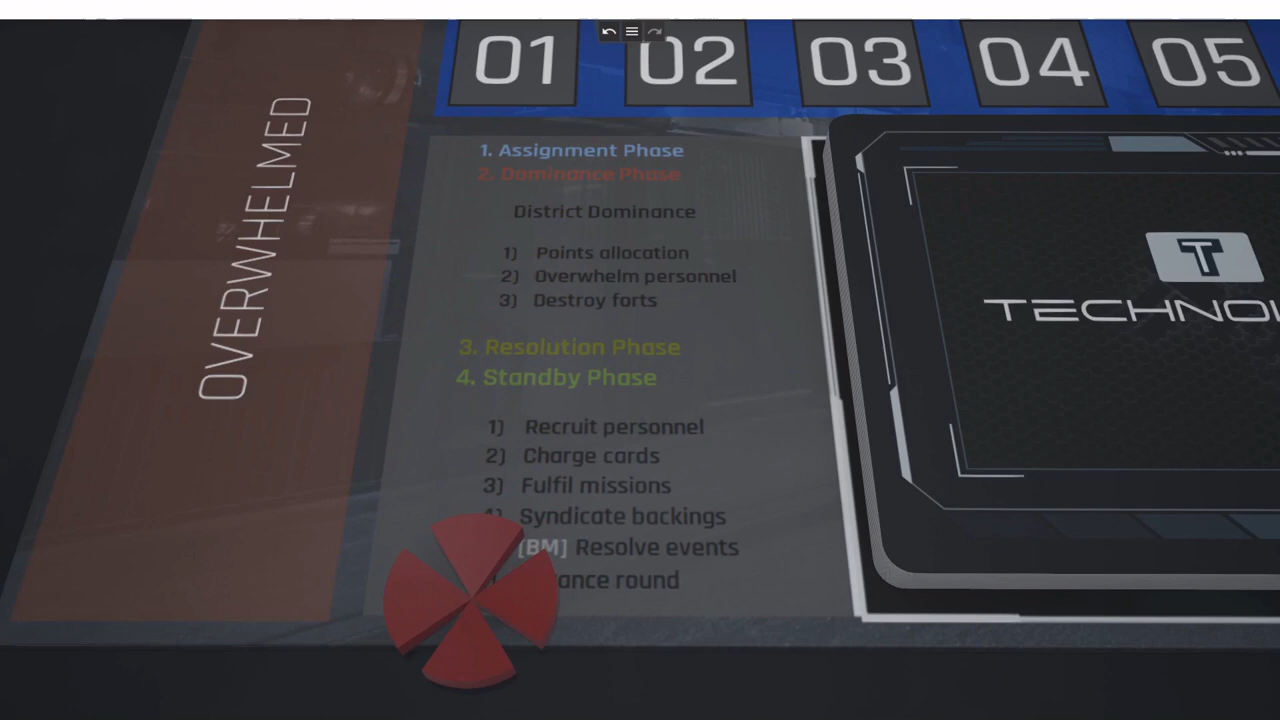 01 02 03 04 05
OVERWHELMED
1. Assignment Phase
2. Dominance Phase
District Dominance
1) Points allocation
2) Overwhelm personnel
3) Destroy forts
3. Resolution Phase
4. Standby Phase
1) Recruit personnel
2) Charge cards
3) Fulfil missions
4) Syndicate backings
[BM] Resolve events
ance round
T
TECHNOL